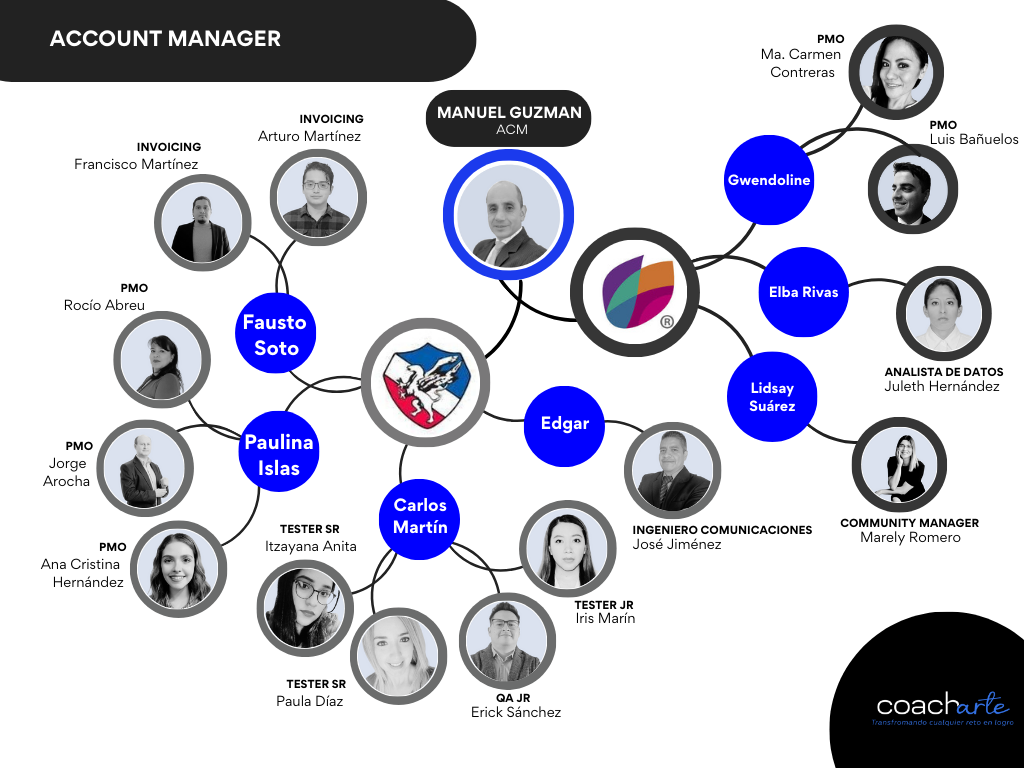 ACCOUNT MANAGER
MANUEL GUZMAN
ACM
INVOICING
Francisco Martínez
INVOICING
Arturo Martínez
PMO
Rocío Abreu
PMO
Jorge
Arocha
PMO
Ana Cristina
Hernández
Fausto
Soto
Paulina
Islas
Carlos
Martín
Edgar
TESTER SR
Itzayana Anita
TESTER SR
Paula Díaz
QA JR
Erick Sánchez
TESTER JR
Iris Marín
INGENIERO COMUNICACIONES
José Jiménez
®
Gwendoline
Elba Rivas
Lidsay
Suárez
PMO
Ma. Carmen
Contreras
PMO
Luis Bañuelos
ANALISTA DE DATOS
Juleth Hernández
COMMUNITY MANAGER
Marely Romero
coacharte
Transfromando cualquier reto en logro